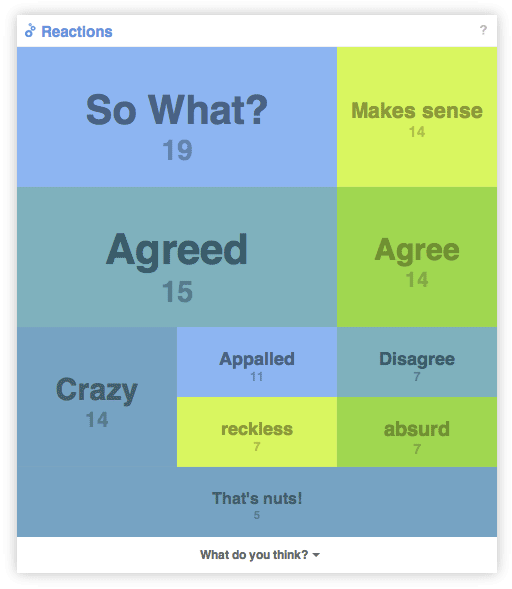 Reactions
?
So What?
19
Makes sense
14
Agreed
15
Agree
14
Crazy
14
Appalled
11
Disagree
7
reckless
7
absurd
7
That's nuts!
5
What do you think?